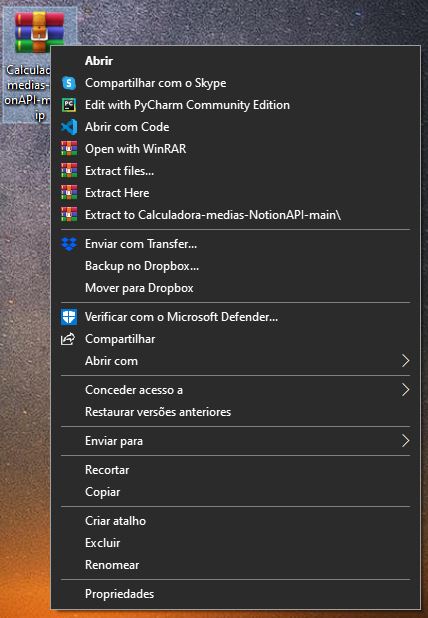 Calculadora-
medias-
onAPI-m
ip
Abrir
Compartilhar com o Skype
Edit with PyCharm Community Edition
Abrir com Code
Open with WinRAR
Extract files...
Extract Here
Extract to Calculadora-medias-NotionAPI-main\
Enviar com Transfer...
Backup no Dropbox...
Mover para Dropbox
Verificar com o Microsoft Defender...
Compartilhar
Abrir com
Conceder acesso a
Restaurar versões anteriores
Enviar para
Recortar
Copiar
Criar atalho
Excluir
Renomear
Propriedades